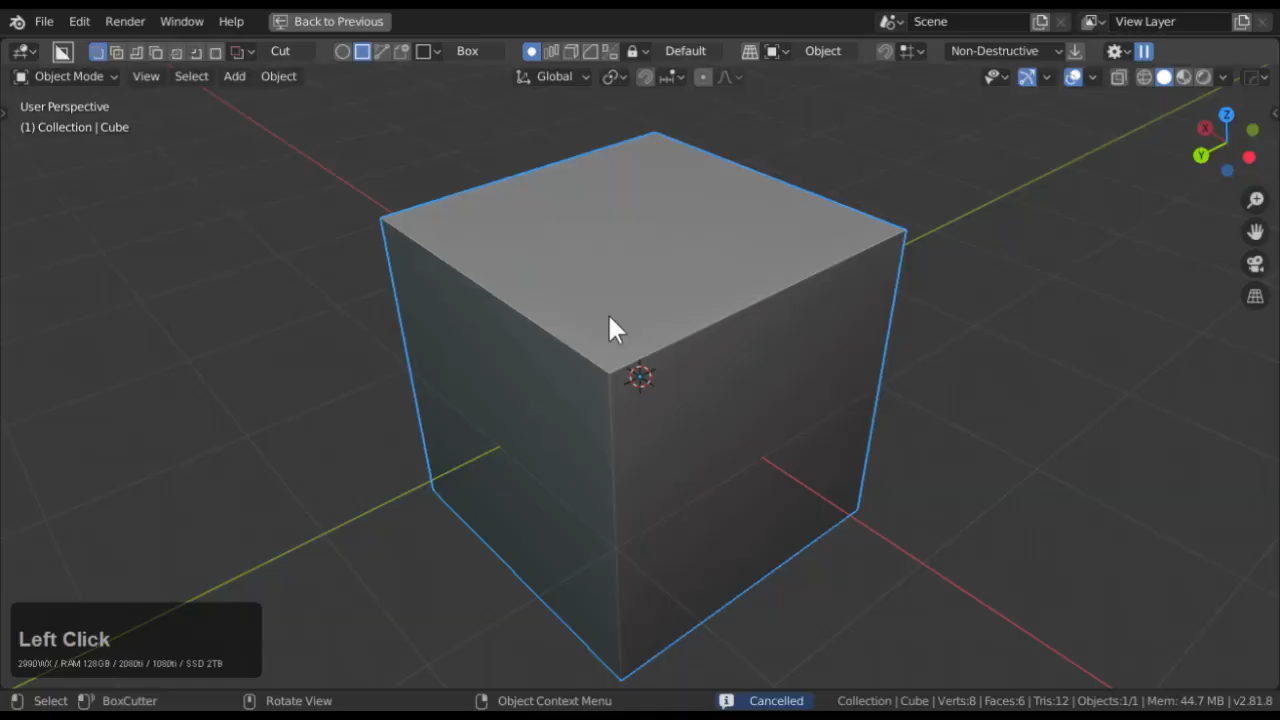 File Edit Render Window Help Back to Previous Scene View Layer
Cut Box Default Object Non-Destructive
Object Mode View Select Add Object Global
User Perspective
(1) Collection | Cube
Z
X
Y
Left Click
2990WX / RAM 128GB / 2080ti / 1080ti / SSD 2TB
Select BoxCutter Rotate View Object Context Menu Cancelled Collection | Cube | Verts:8 | Faces:6 | Tris:12 | Objects:1/1 | Mem: 44.7 MB | v2.81.8